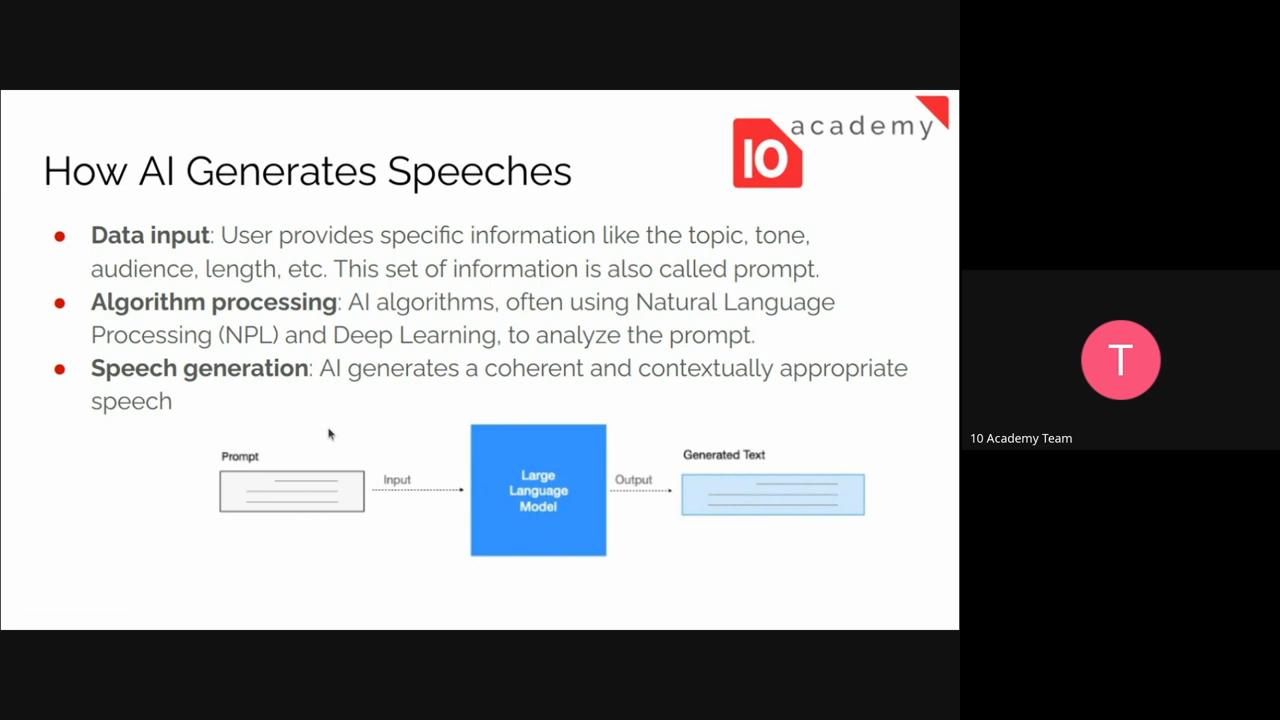 10 academy
How AI Generates Speeches
● Data input: User provides specific information like the topic, tone,
audience, length, etc. This set of information is also called prompt.
● Algorithm processing: AI algorithms, often using Natural Language
Processing (NPL) and Deep Learning, to analyze the prompt.
● Speech generation: AI generates a coherent and contextually appropriate
speech
Prompt
Input
Large
Language
Model
Output
Generated Text
T
10 Academy Team